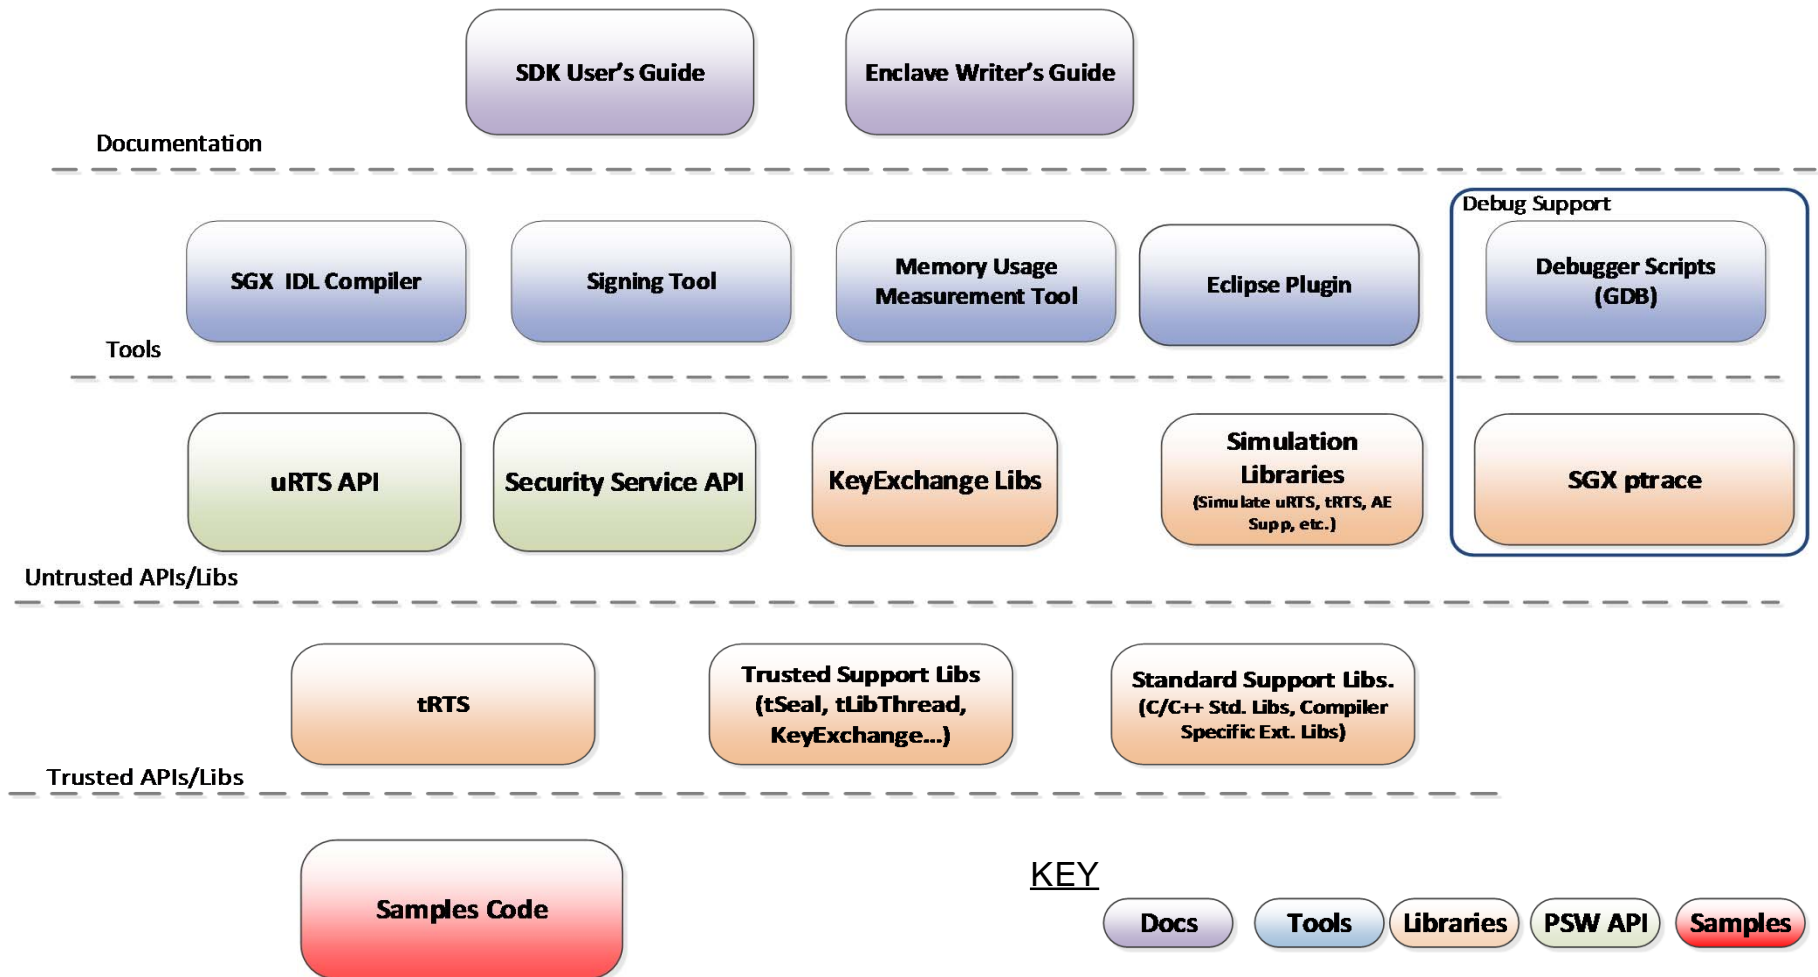 SDK User's Guide
Enclave Writer's Guide
Documentation
Debug Support
SGX  IDL Compiler
Signing Tool
Memory Usage
Measurement Tool
Eclipse Plugin
Debugger Scripts
(GDB)
Tools
uRTS API
Security Service API
KeyExchange Libs
Simulation
Libraries
(Simulate uRTS, tRTS, AE
Supp, etc.)
SGX ptrace
Untrusted APIs/Libs
tRTS
Trusted Support Libs
(tSeal, tLibThread,
KeyExchange...)
Standard Support Libs.
(C/C++ Std. Libs, Compiler
Specific Ext. Libs)
Trusted APIs/Libs
Samples Code
KEY
Docs
Tools
Libraries
PSW API
Samples